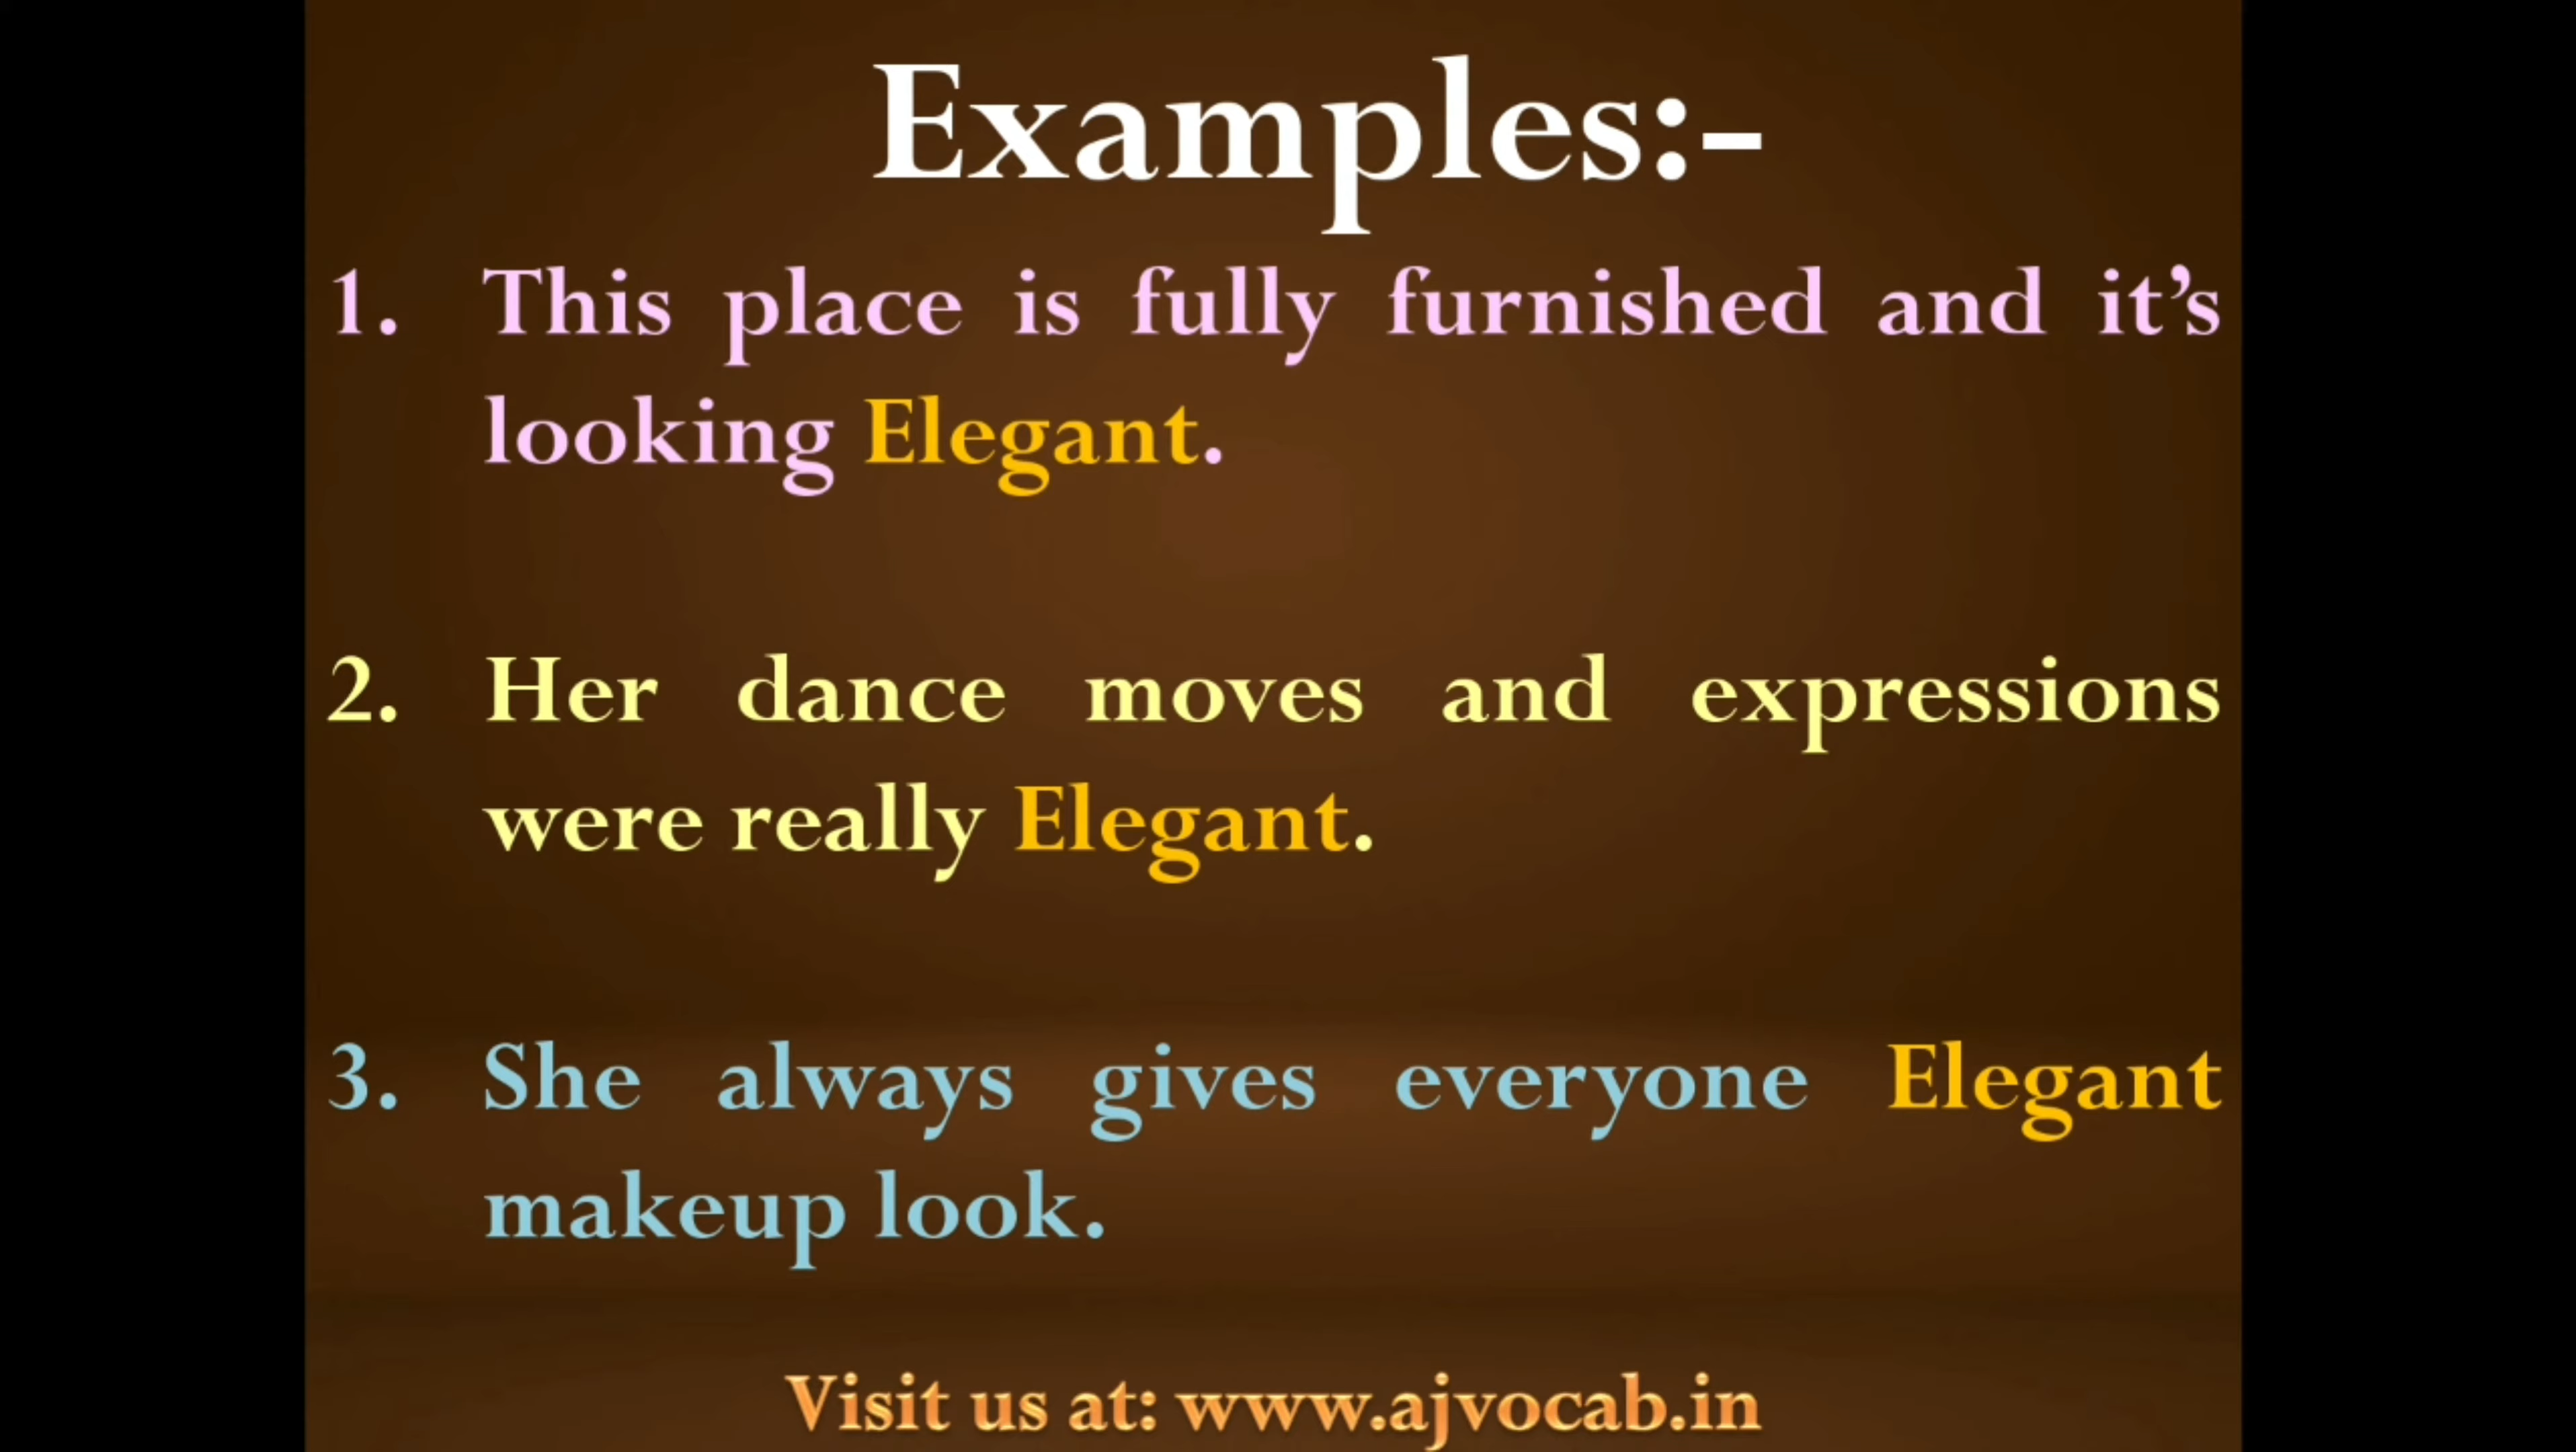 Examples:-
1. This place is fully furnished and it’s
looking Elegant.
2. Her dance moves and expressions
were really Elegant.
3. She always gives everyone Elegant
makeup look.
Visit us at: www.ajvocab.in